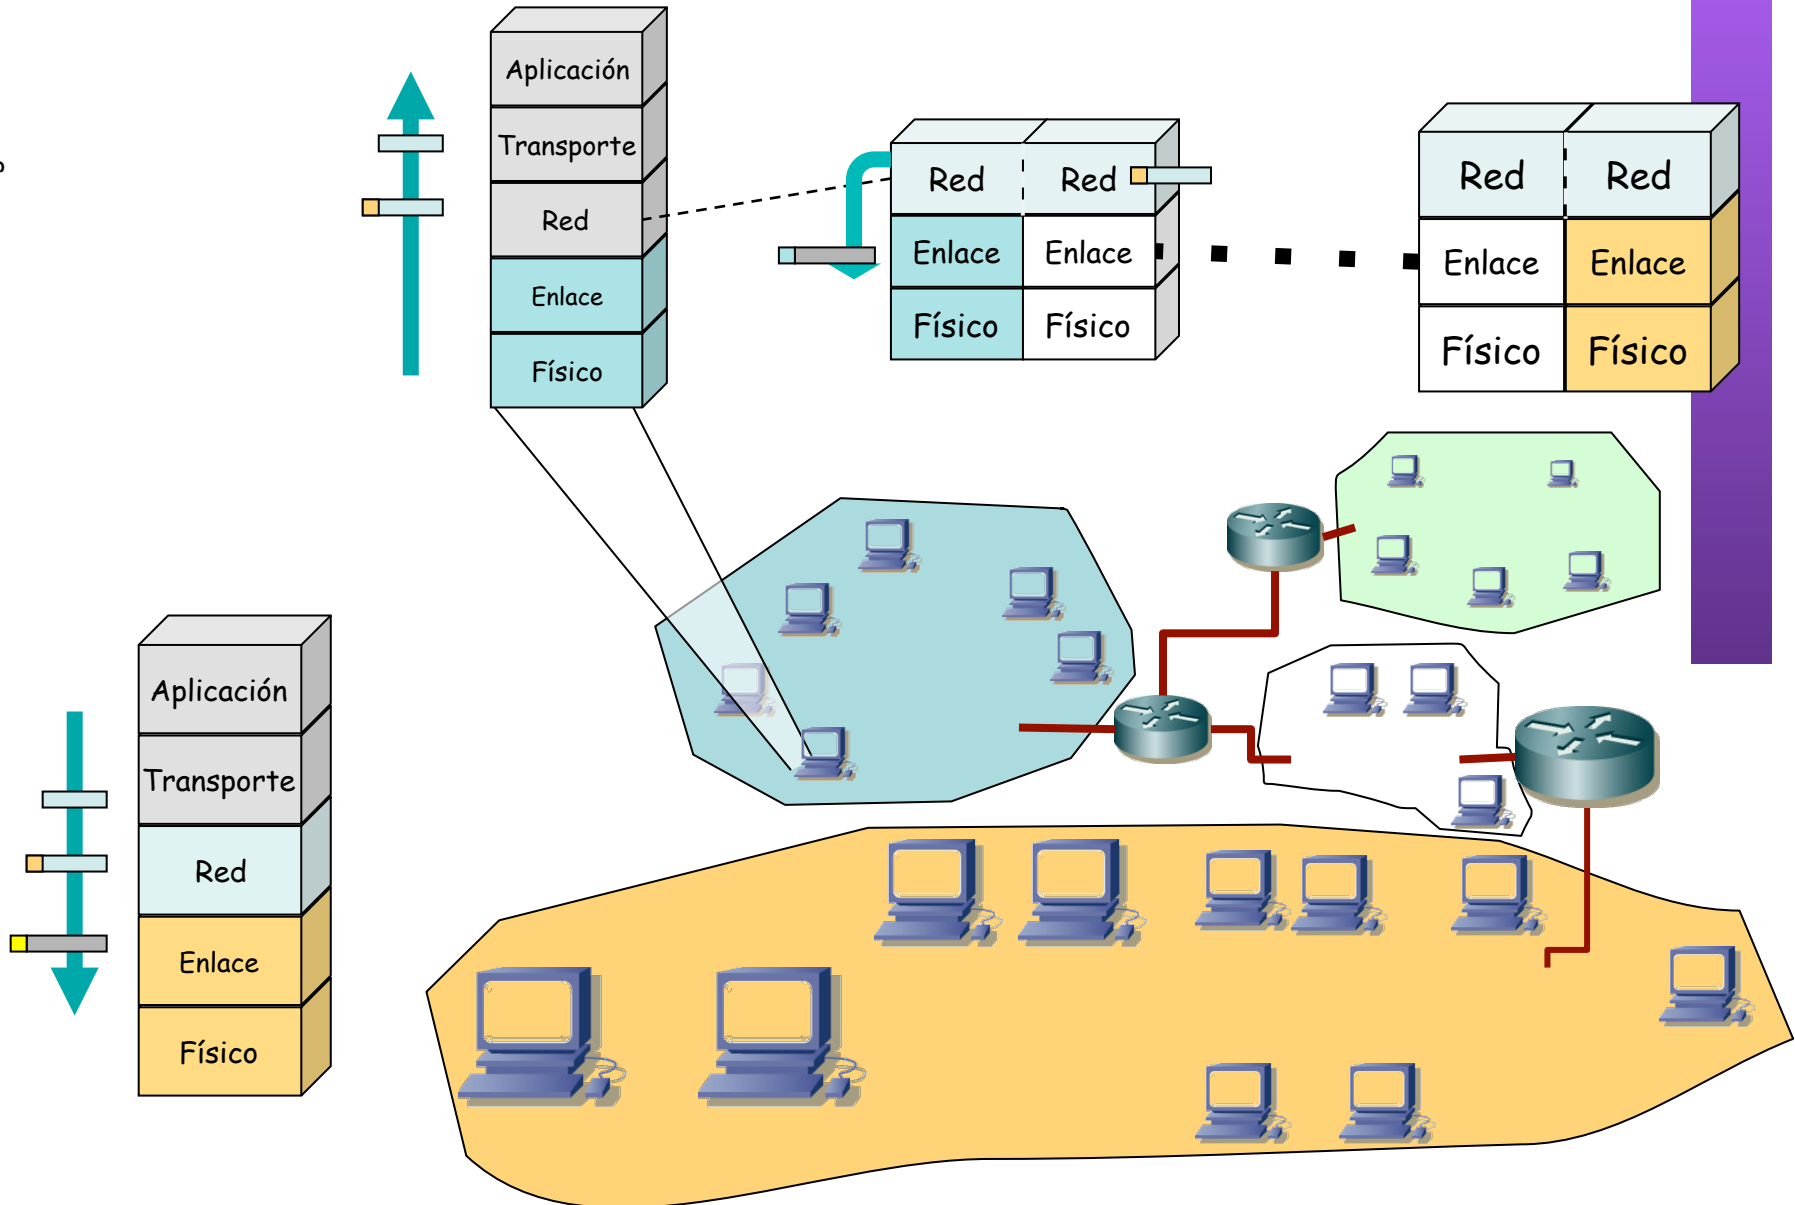 Aplicación
Transporte
Red
Enlace
Físico
Red Red
Enlace Enlace
Físico Físico
Red Red
Enlace Enlace
Físico Físico
Aplicación
Transporte
Red
Enlace
Físico